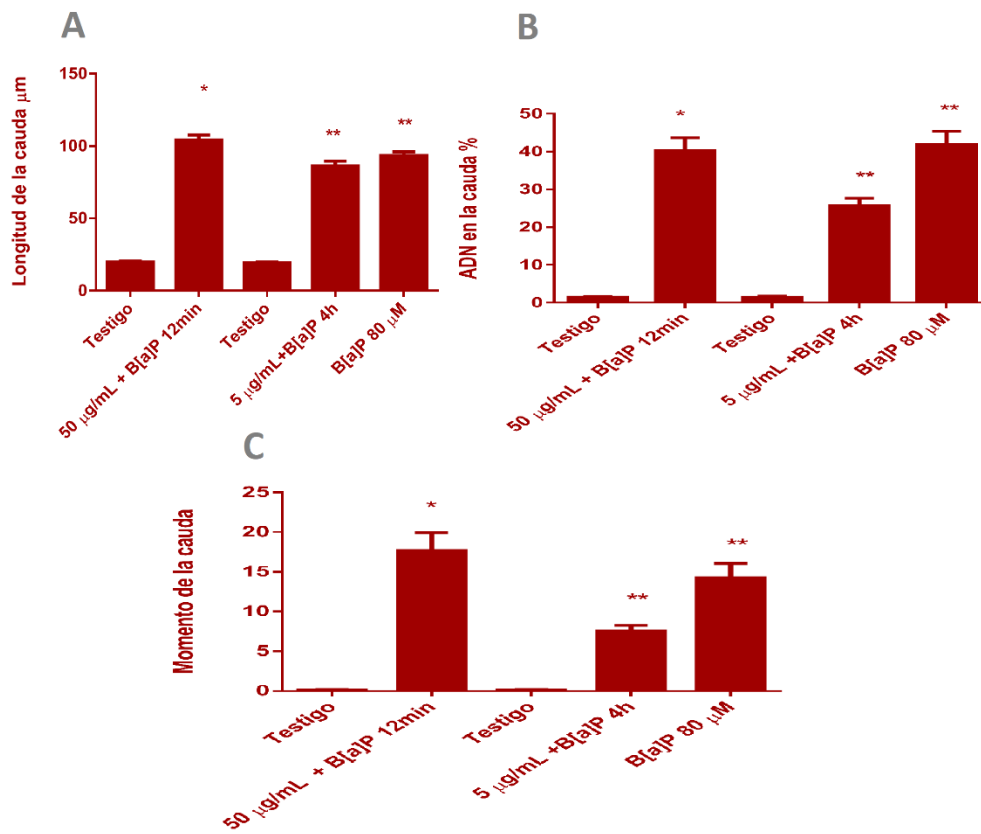 A
Longitud de la cauda μm
150
100
50
0
*
**
**
Testigo
50 μg/mL + B[a]P 12min
Testigo
5 μg/mL+B[a]P 4h
B[a]P 80 μM
B
ADN en la cauda %
50
40
30
20
10
0
*
**
**
Testigo
50 μg/mL + B[a]P 12min
Testigo
5 μg/mL +B[a]P 4h
B[a]P 80 μM
C
Momento de la cauda
25
20
15
10
5
0
*
**
**
Testigo
50 μg/mL + B[a]P 12min
Testigo
5 μg/mL +B[a]P 4h
B[a]P 80 μM